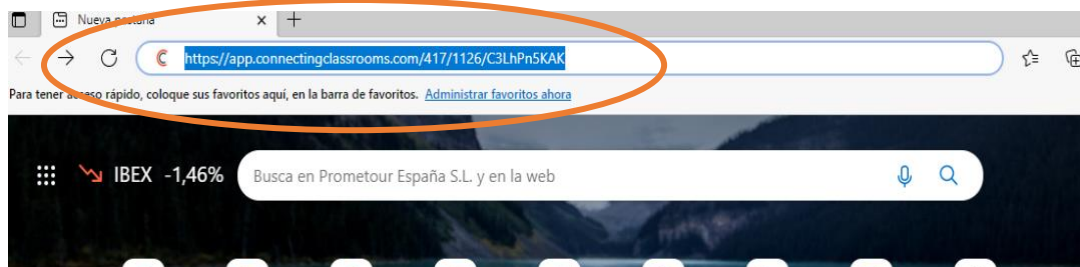 Nueva pestaña
https://app.connectingclassrooms.com/417/1126/C3LhPn5KAK
Para tener acceso rápido, coloque sus favoritos aquí, en la barra de favoritos. Administrar favoritos ahora
IBEX -1,46%
Busca en Prometour España S.L. y en la web